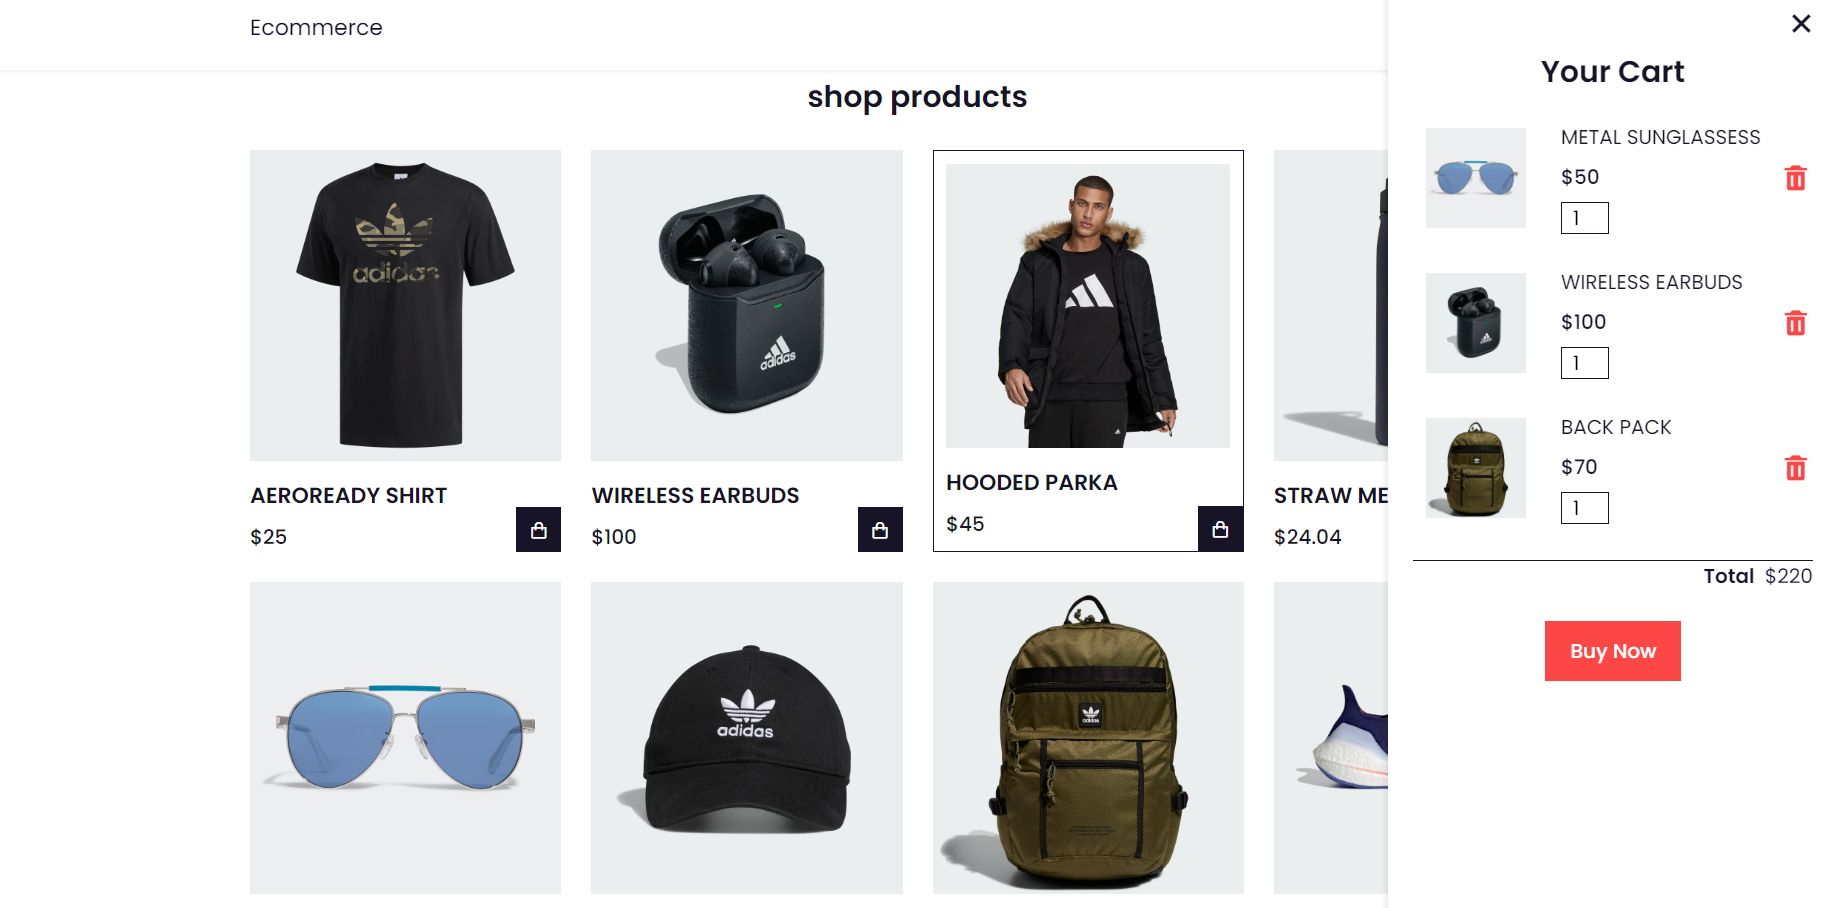 Ecommerce
shop products
adidas
adidas
AEROREADY SHIRT
$25
WIRELESS EARBUDS
$100
HOODED PARKA
$45
STRAW ME
$24.04
adidas
adidas
Your Cart
METAL SUNGLASSESS
$50
1
WIRELESS EARBUDS
$100
1
BACK PACK
$70
1
Total $220
Buy Now